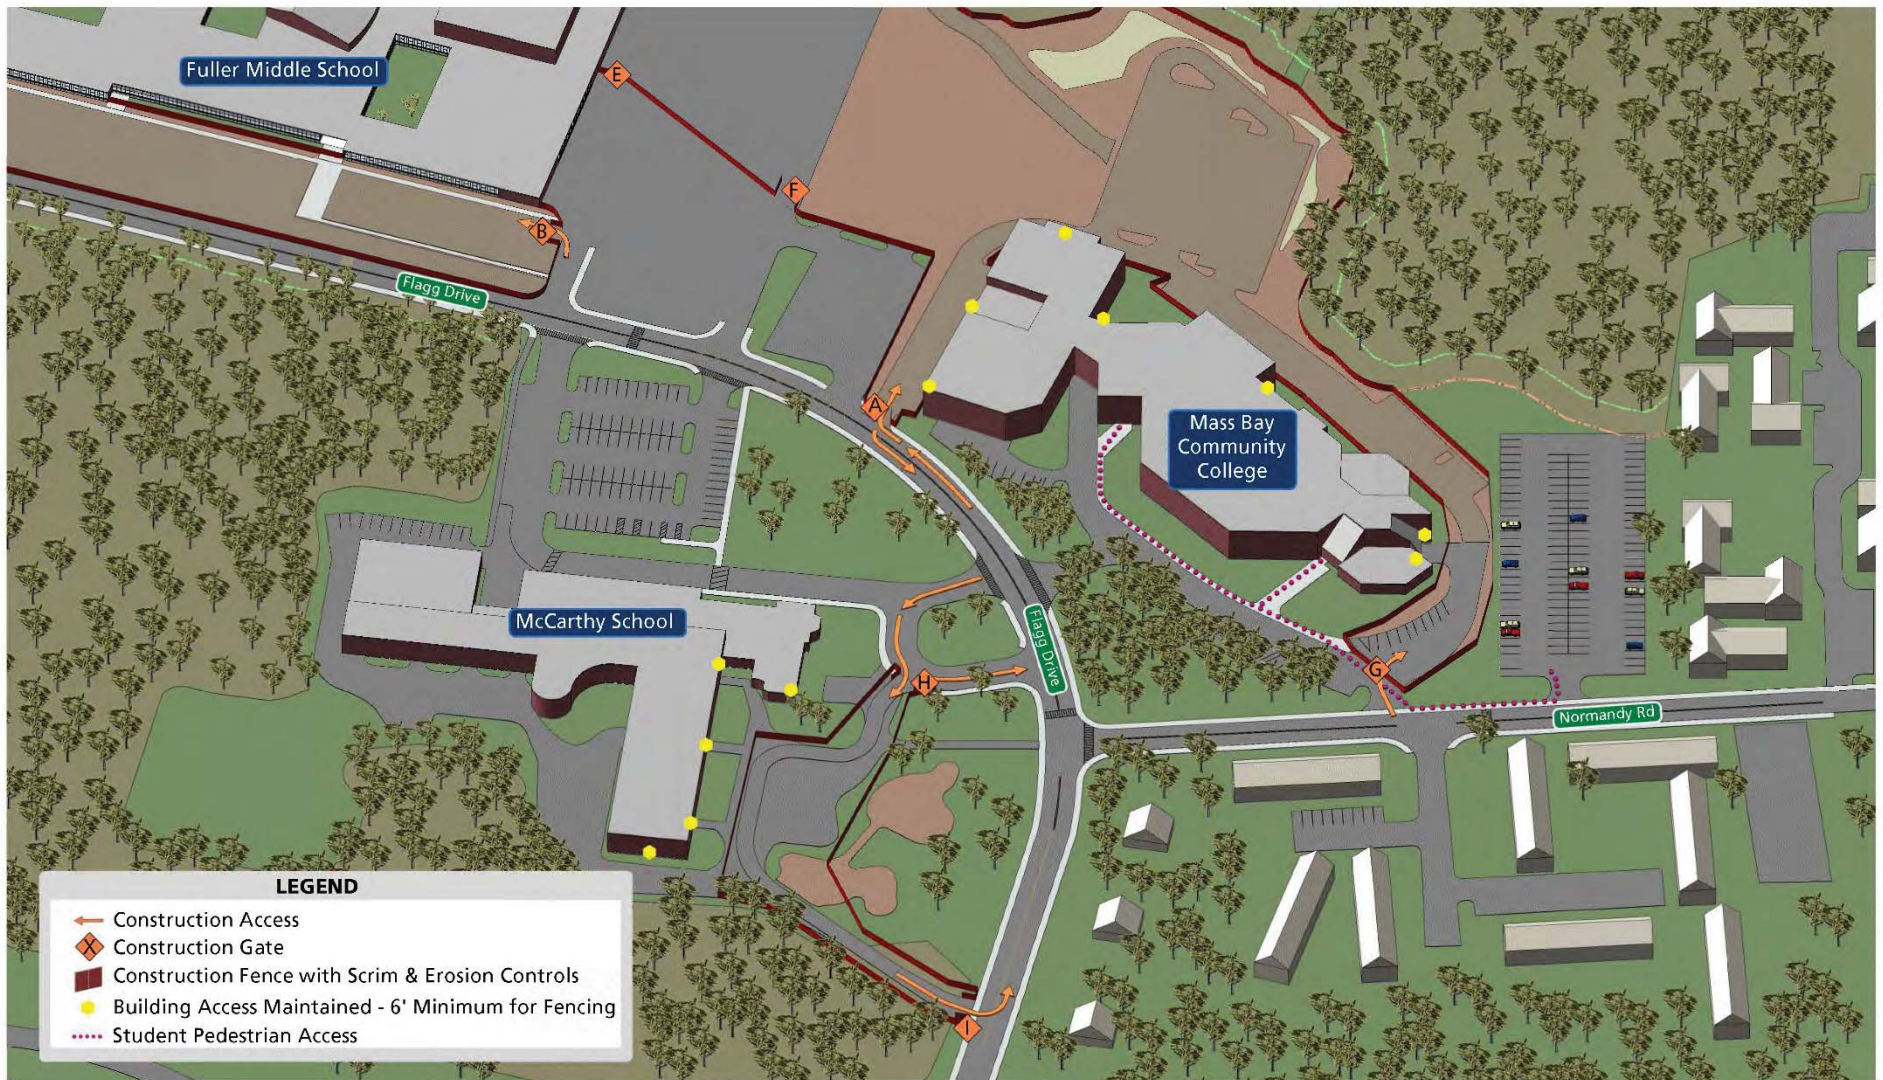 Fuller Middle School
E
F
B
Flagg Drive
A
Mass Bay
Community
College
McCarthy School
Flagg Drive
G
H
Normandy Rd
I
LEGEND
Construction Access
X Construction Gate
Construction Fence with Scrim & Erosion Controls
Building Access Maintained - 6' Minimum for Fencing
Student Pedestrian Access